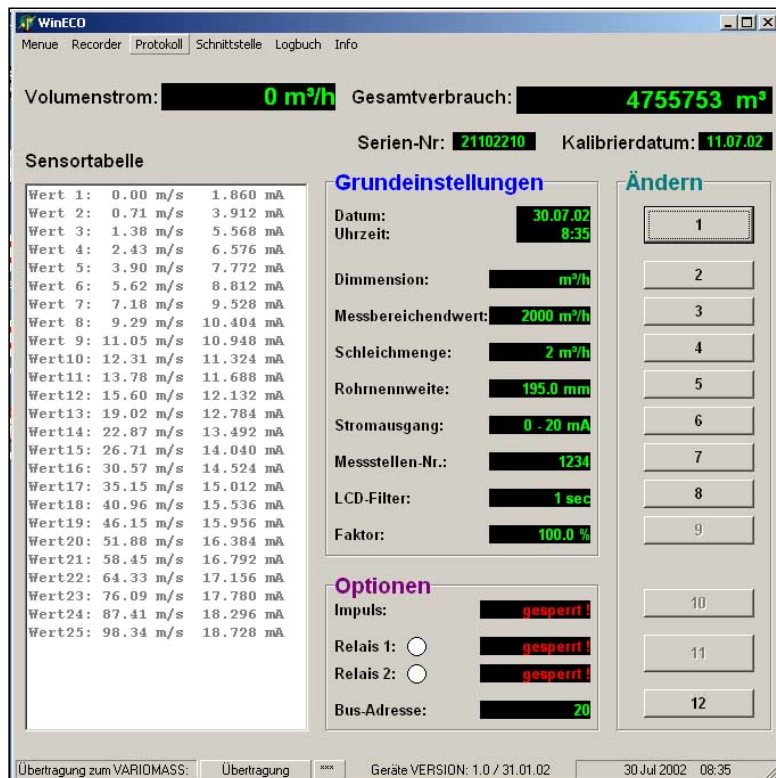 WinECO
Menue Recorder Protokoll Schnittstelle Logbuch Info
Volumenstrom: 0 m³/h Gesamtverbrauch: 4755753 m³
Serien-Nr: 21102210 Kalibrierdatum: 11.07.02
Sensortabelle
Wert 1: 0.00 m/s 1.860 mA
Wert 2: 0.71 m/s 3.912 mA
Wert 3: 1.38 m/s 5.568 mA
Wert 4: 2.43 m/s 6.576 mA
Wert 5: 3.90 m/s 7.772 mA
Wert 6: 5.62 m/s 8.812 mA
Wert 7: 7.18 m/s 9.528 mA
Wert 8: 9.29 m/s 10.404 mA
Wert 9: 11.05 m/s 10.948 mA
Wert10: 12.31 m/s 11.324 mA
Wert11: 13.78 m/s 11.688 mA
Wert12: 15.60 m/s 12.132 mA
Wert13: 19.02 m/s 12.784 mA
Wert14: 22.87 m/s 13.492 mA
Wert15: 26.71 m/s 14.040 mA
Wert16: 30.57 m/s 14.524 mA
Wert17: 35.15 m/s 15.012 mA
Wert18: 40.96 m/s 15.536 mA
Wert19: 46.15 m/s 15.956 mA
Wert20: 51.88 m/s 16.384 mA
Wert21: 58.45 m/s 16.792 mA
Wert22: 64.33 m/s 17.156 mA
Wert23: 76.09 m/s 17.780 mA
Wert24: 87.41 m/s 18.296 mA
Wert25: 98.34 m/s 18.728 mA
Grundeinstellungen
Datum: 30.07.02
Uhrzeit: 8:35
Dimmension: m³/h
Messbereichendwert: 2000 m³/h
Schleichmenge: 2 m³/h
Rohrnennweite: 195.0 mm
Stromausgang: 0 - 20 mA
Messstellen-Nr.: 1234
LCD-Filter: 1 sec
Faktor: 100.0 %
Optionen
Impuls: gesperrt !
Relais 1: gesperrt !
Relais 2: gesperrt !
Bus-Adresse: 20
Ändern
1
2
3
4
5
6
7
8
9
10
11
12
Übertragung zum VARIOMASS: Übertragung *** Geräte VERSION: 1.0 / 31.01.02 30 Jul 2002 08:35